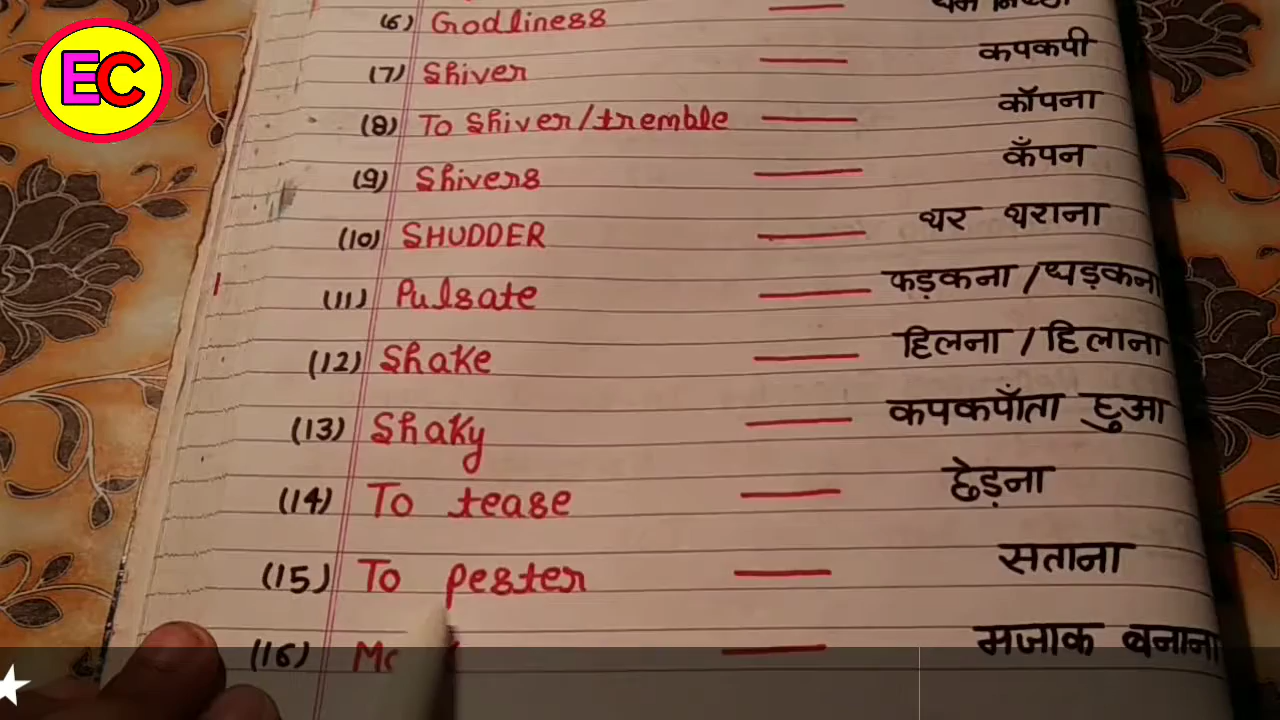 EC
(6) Godliness
(7) Shiver — कपकपी
(8) To Shiver/tremble — काँपना
(9) Shivers — कँपन
(10) SHUDDER — थर थराना
(11) Pulsate — फड़कना / धड़कना
(12) Shake — हिलना / हिलाना
(13) Shaky — कपकपाँता हुआ
(14) To tease — छेड़ना
(15) To pester — सताना
(16) — मजाक बनाना